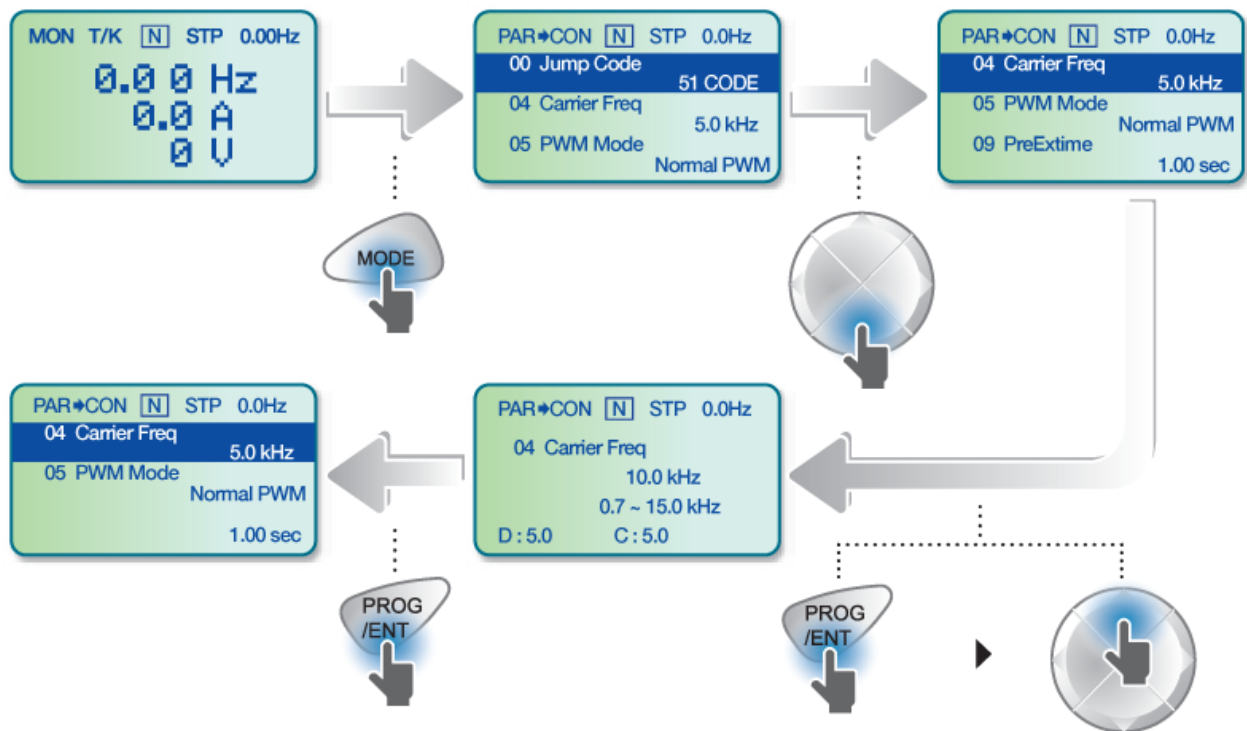 MON T/K N STP 0.00Hz
0.00 Hz
0.0 A
0 V
MODE
PAR➧CON N STP 0.0Hz
00 Jump Code
51 CODE
04 Carrier Freq
5.0 kHz
05 PWM Mode
Normal PWM
PAR➧CON N STP 0.0Hz
04 Carrier Freq
5.0 kHz
05 PWM Mode
Normal PWM
09 PreExtime
1.00 sec
PAR➧CON N STP 0.0Hz
04 Carrier Freq
5.0 kHz
05 PWM Mode
Normal PWM
1.00 sec
PROG
/ENT
PAR➧CON N STP 0.0Hz
04 Carrier Freq
10.0 kHz
0.7 ~ 15.0 kHz
D : 5.0 C : 5.0
PROG
/ENT